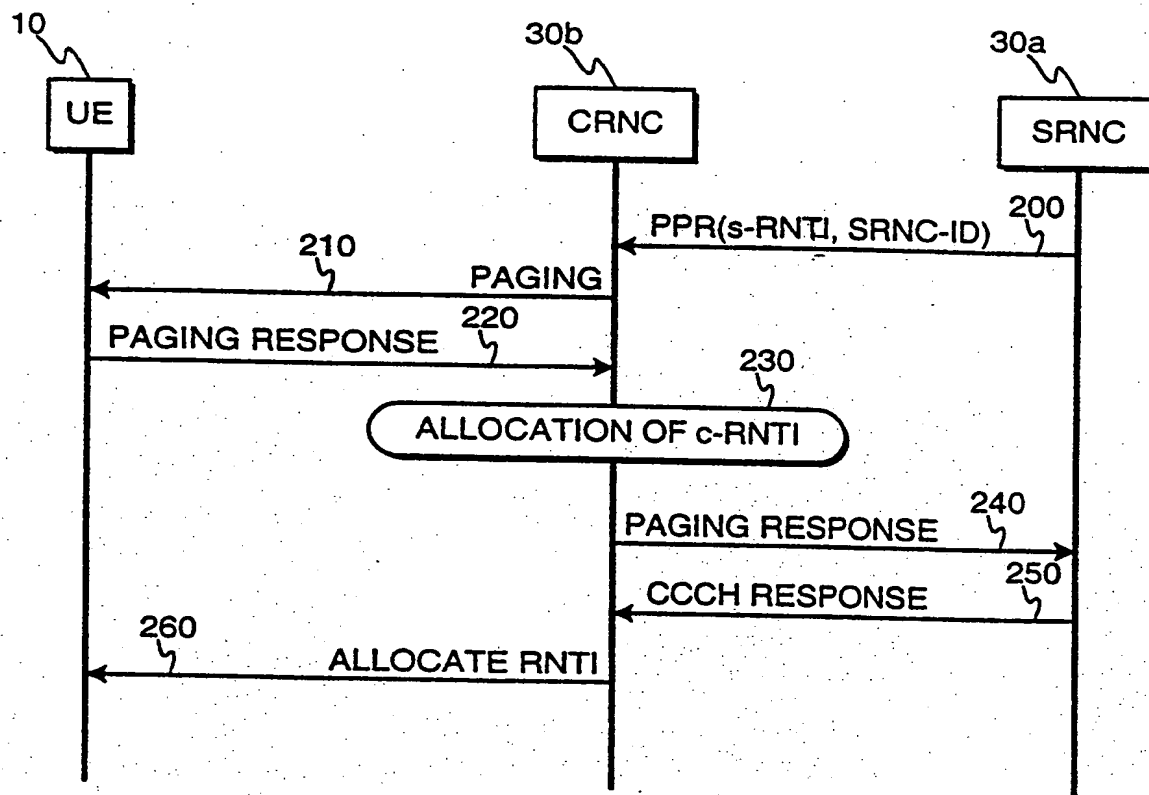 10
30b
30a
UE
CRNC
SRNC
200
PPR(s-RNTI, SRNC-ID)
210
PAGING
220
PAGING RESPONSE
230
ALLOCATION OF c-RNTI
240
PAGING RESPONSE
250
CCCH RESPONSE
260
ALLOCATE RNTI